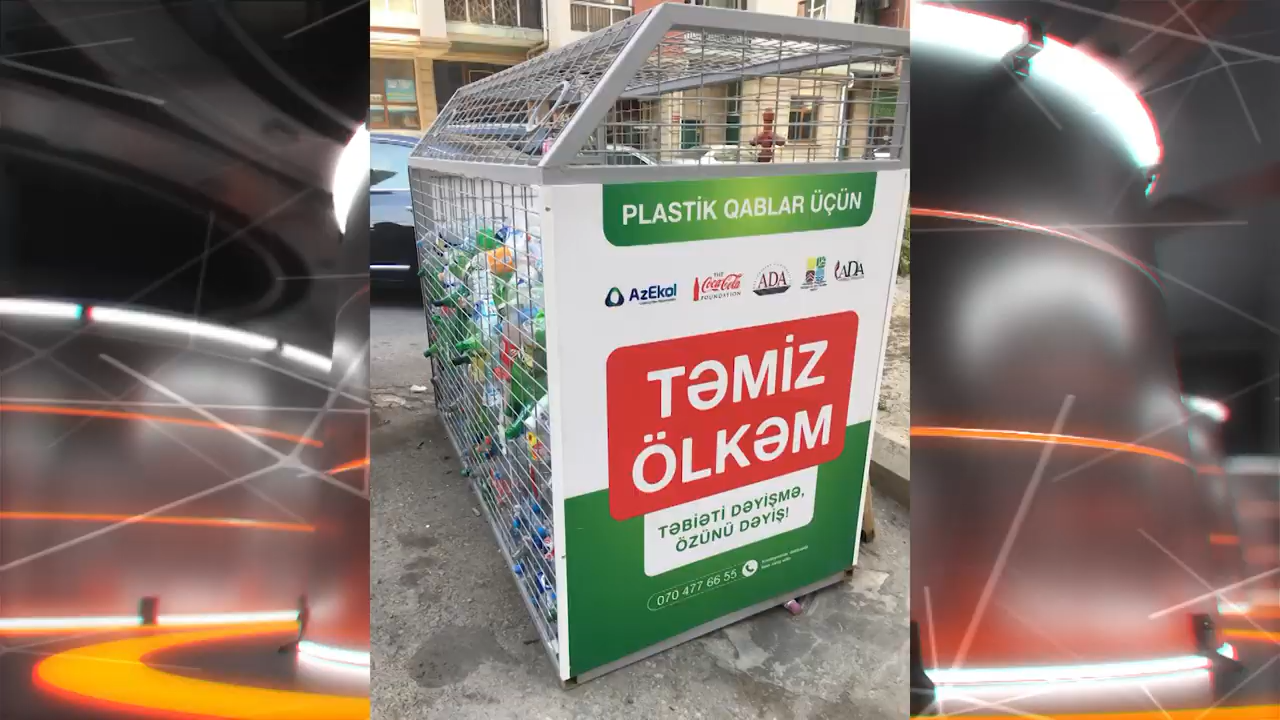 PLASTİK QABLAR ÜÇÜN
AzEkol
THE
Coca-Cola
FOUNDATION
ADA
ADA
TƏMİZ
ÖLKƏM
TƏBİƏTİ DƏYİŞMƏ,
ÖZÜNÜ DƏYİŞ!
070 477 66 55